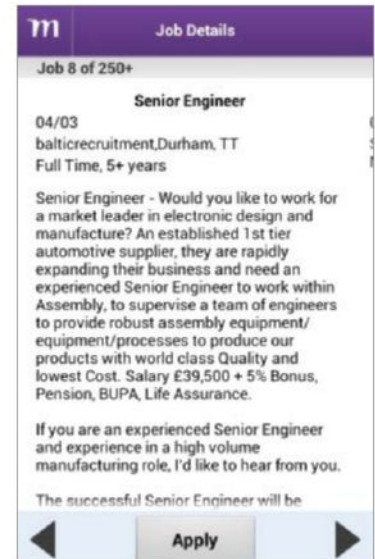 m
Job Details
Job 8 of 250+
Senior Engineer
04/03
balticrecruitment,Durham, TT
Full Time, 5+ years
Senior Engineer - Would you like to work for
a market leader in electronic design and
manufacture? An established 1st tier
automotive supplier, they are rapidly
expanding their business and need an
experienced Senior Engineer to work within
Assembly, to supervise a team of engineers
to provide robust assembly equipment/
equipment/processes to produce our
products with world class Quality and
lowest Cost. Salary £39,500 + 5% Bonus,
Pension, BUPA, Life Assurance.
If you are an experienced Senior Engineer
and experience in a high volume
manufacturing role, I'd like to hear from you.
The successful Senior Engineer will be
Apply